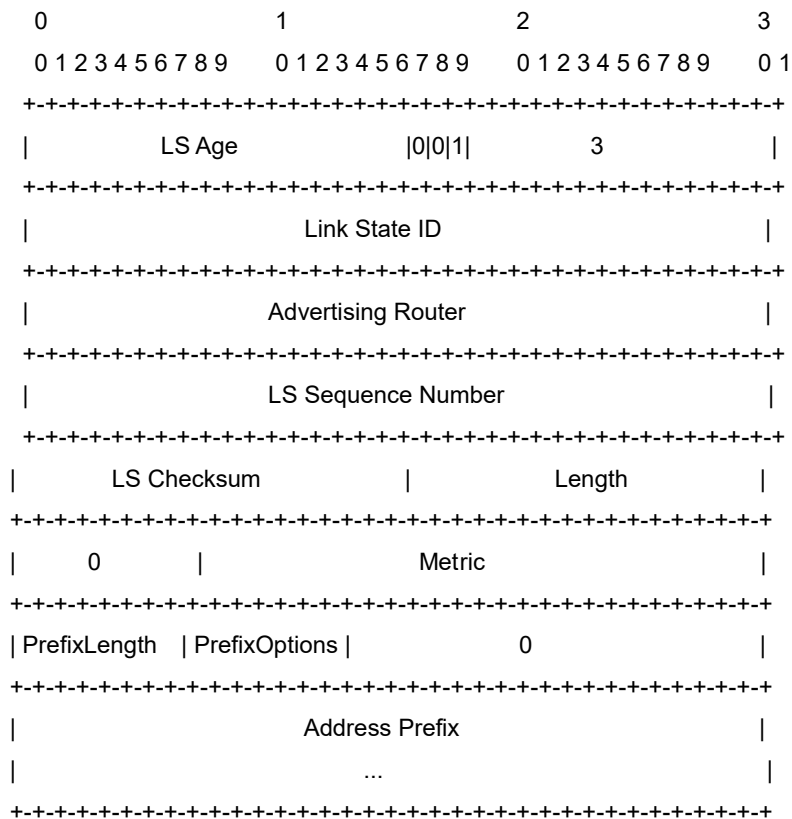 0 1 2 3
0 1 2 3 4 5 6 7 8 9 0 1 2 3 4 5 6 7 8 9 0 1 2 3 4 5 6 7 8 9 0 1
+-+-+-+-+-+-+-+-+-+-+-+-+-+-+-+-+-+-+-+-+-+-+-+-+-+-+-+-+-+-+-+-+-+-+
| LS Age |0|0|1| 3 |
+-+-+-+-+-+-+-+-+-+-+-+-+-+-+-+-+-+-+-+-+-+-+-+-+-+-+-+-+-+-+-+-+-+-+
| Link State ID |
+-+-+-+-+-+-+-+-+-+-+-+-+-+-+-+-+-+-+-+-+-+-+-+-+-+-+-+-+-+-+-+-+-+-+
| Advertising Router |
+-+-+-+-+-+-+-+-+-+-+-+-+-+-+-+-+-+-+-+-+-+-+-+-+-+-+-+-+-+-+-+-+-+-+
| LS Sequence Number |
+-+-+-+-+-+-+-+-+-+-+-+-+-+-+-+-+-+-+-+-+-+-+-+-+-+-+-+-+-+-+-+-+-+-+
| LS Checksum | Length |
+-+-+-+-+-+-+-+-+-+-+-+-+-+-+-+-+-+-+-+-+-+-+-+-+-+-+-+-+-+-+-+-+-+-+
| 0 | Metric |
+-+-+-+-+-+-+-+-+-+-+-+-+-+-+-+-+-+-+-+-+-+-+-+-+-+-+-+-+-+-+-+-+-+-+
| PrefixLength | PrefixOptions | 0 |
+-+-+-+-+-+-+-+-+-+-+-+-+-+-+-+-+-+-+-+-+-+-+-+-+-+-+-+-+-+-+-+-+-+-+
| Address Prefix |
| ... |
+-+-+-+-+-+-+-+-+-+-+-+-+-+-+-+-+-+-+-+-+-+-+-+-+-+-+-+-+-+-+-+-+-+-+